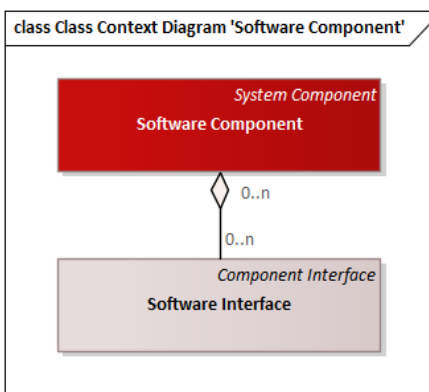 class Class Context Diagram 'Software Component'
System Component
Software Component
0..n
0..n
Component Interface
Software Interface